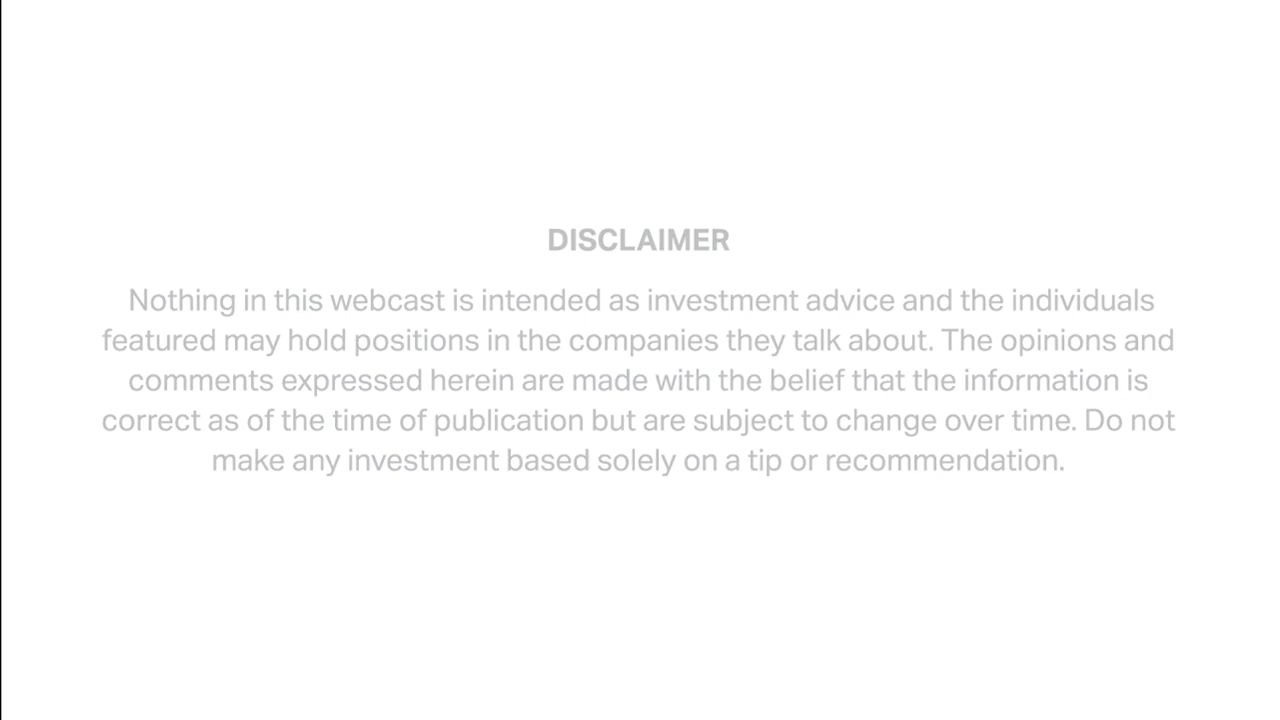 DISCLAIMER
Nothing in this webcast is intended as investment advice and the individuals
featured may hold positions in the companies they talk about. The opinions and
comments expressed herein are made with the belief that the information is
correct as of the time of publication but are subject to change over time. Do not
make any investment based solely on a tip or recommendation.